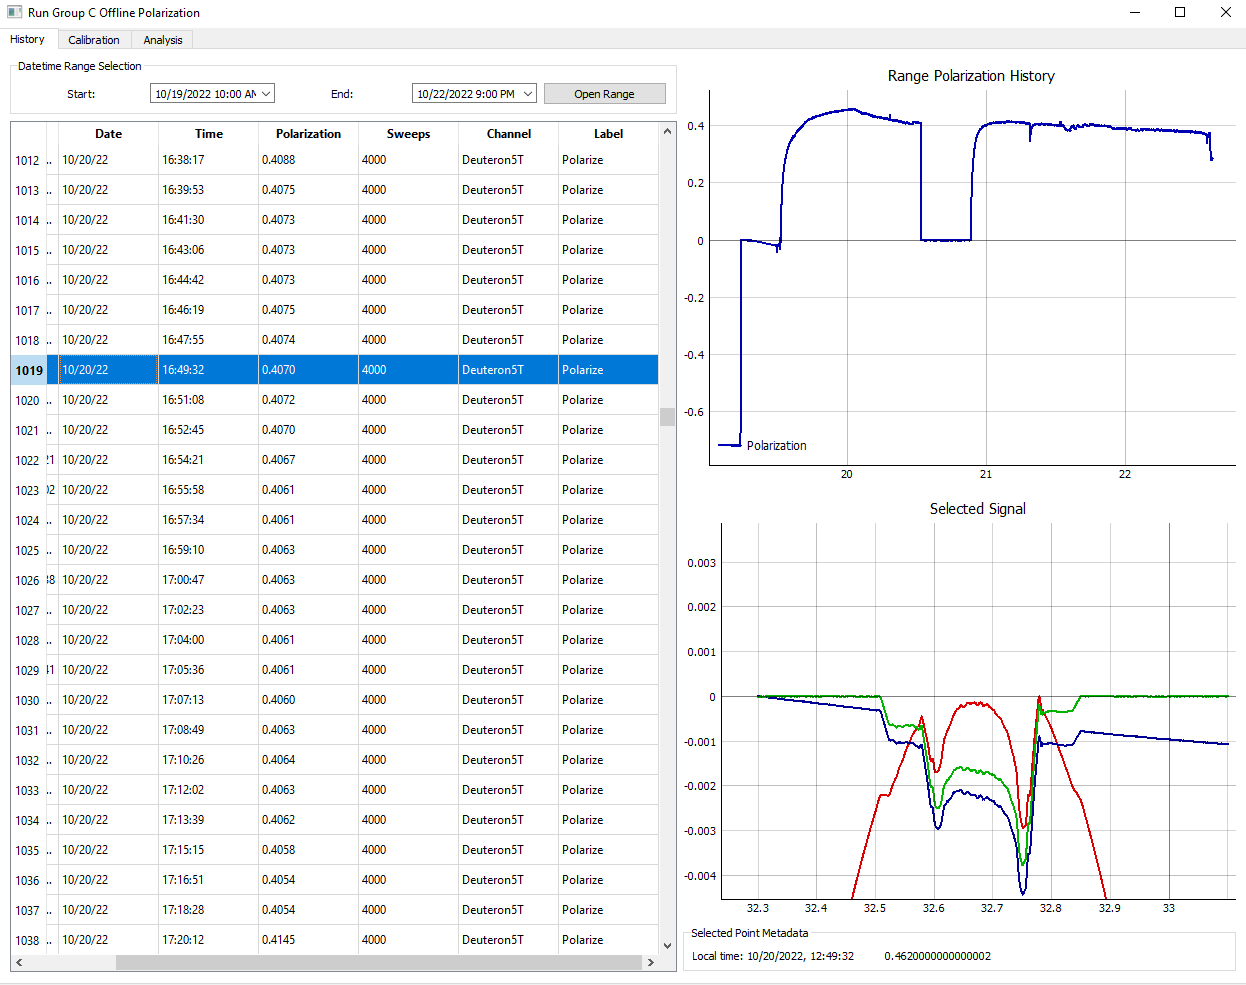 Run Group C Offline Polarization
History Calibration Analysis
Datetime Range Selection
Start: 10/19/2022 10:00 AM End: 10/22/2022 9:00 PM Open Range
Date Time Polarization Sweeps Channel Label
1012 .. 10/20/22 16:38:17 0.4088 4000 Deuteron5T Polarize
1013 .. 10/20/22 16:39:53 0.4075 4000 Deuteron5T Polarize
1014 .. 10/20/22 16:41:30 0.4073 4000 Deuteron5T Polarize
1015 .. 10/20/22 16:43:06 0.4073 4000 Deuteron5T Polarize
1016 .. 10/20/22 16:44:42 0.4073 4000 Deuteron5T Polarize
1017 .. 10/20/22 16:46:19 0.4075 4000 Deuteron5T Polarize
1018 .. 10/20/22 16:47:55 0.4074 4000 Deuteron5T Polarize
1019 10/20/22 16:49:32 0.4070 4000 Deuteron5T Polarize
1020 .. 10/20/22 16:51:08 0.4072 4000 Deuteron5T Polarize
1021 .. 10/20/22 16:52:45 0.4070 4000 Deuteron5T Polarize
1022 21 10/20/22 16:54:21 0.4067 4000 Deuteron5T Polarize
1023 02 10/20/22 16:55:58 0.4061 4000 Deuteron5T Polarize
1024 .. 10/20/22 16:57:34 0.4061 4000 Deuteron5T Polarize
1025 .. 10/20/22 16:59:10 0.4063 4000 Deuteron5T Polarize
1026 38 10/20/22 17:00:47 0.4063 4000 Deuteron5T Polarize
1027 .. 10/20/22 17:02:23 0.4063 4000 Deuteron5T Polarize
1028 .. 10/20/22 17:04:00 0.4061 4000 Deuteron5T Polarize
1029 41 10/20/22 17:05:36 0.4061 4000 Deuteron5T Polarize
1030 .. 10/20/22 17:07:13 0.4060 4000 Deuteron5T Polarize
1031 .. 10/20/22 17:08:49 0.4063 4000 Deuteron5T Polarize
1032 .. 10/20/22 17:10:26 0.4064 4000 Deuteron5T Polarize
1033 .. 10/20/22 17:12:02 0.4063 4000 Deuteron5T Polarize
1034 .. 10/20/22 17:13:39 0.4062 4000 Deuteron5T Polarize
1035 .. 10/20/22 17:15:15 0.4058 4000 Deuteron5T Polarize
1036 .. 10/20/22 17:16:51 0.4054 4000 Deuteron5T Polarize
1037 .. 10/20/22 17:18:28 0.4054 4000 Deuteron5T Polarize
1038 .. 10/20/22 17:20:12 0.4145 4000 Deuteron5T Polarize
Range Polarization History
0.4
0.2
0
-0.2
-0.4
-0.6
Polarization
20 21 22
Selected Signal
0.003
0.002
0.001
0
-0.001
-0.002
-0.003
-0.004
32.3 32.4 32.5 32.6 32.7 32.8 32.9 33
Selected Point Metadata
Local time: 10/20/2022, 12:49:32 0.4620000000000002